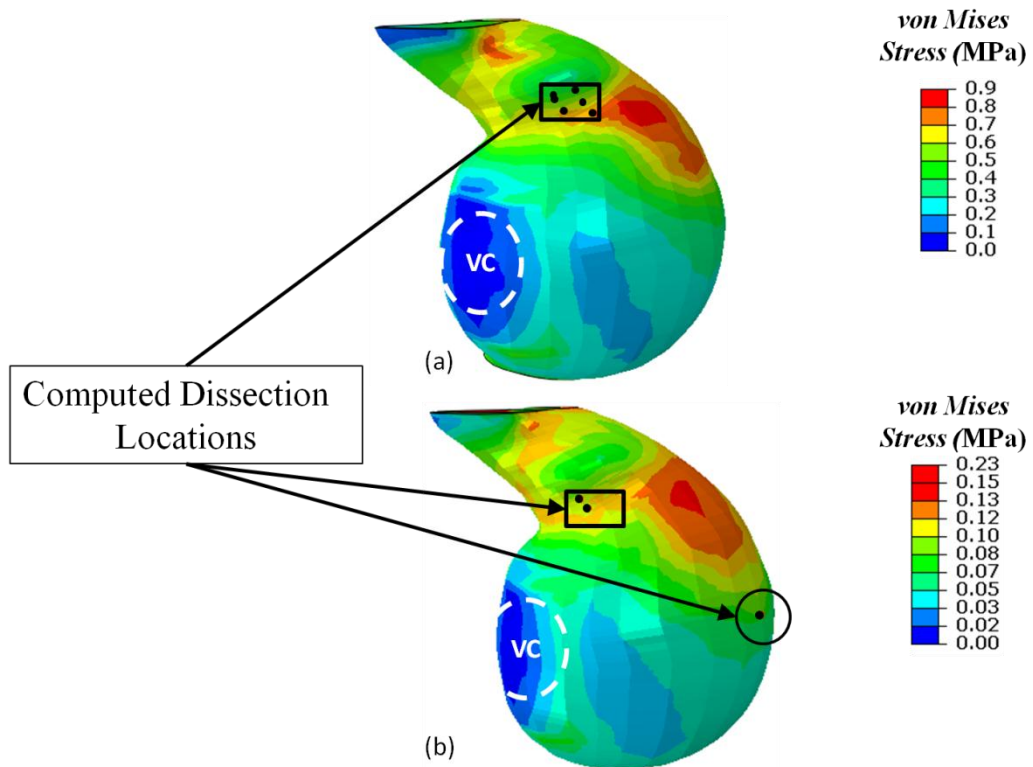 von Mises
Stress (MPa)
0.9
0.8
0.7
0.6
0.5
0.4
0.3
0.2
0.1
0.0
VC
(a)
Computed Dissection
Locations
von Mises
Stress (MPa)
0.23
0.15
0.13
0.12
0.10
0.08
0.07
0.05
0.03
0.02
0.00
VC
(b)